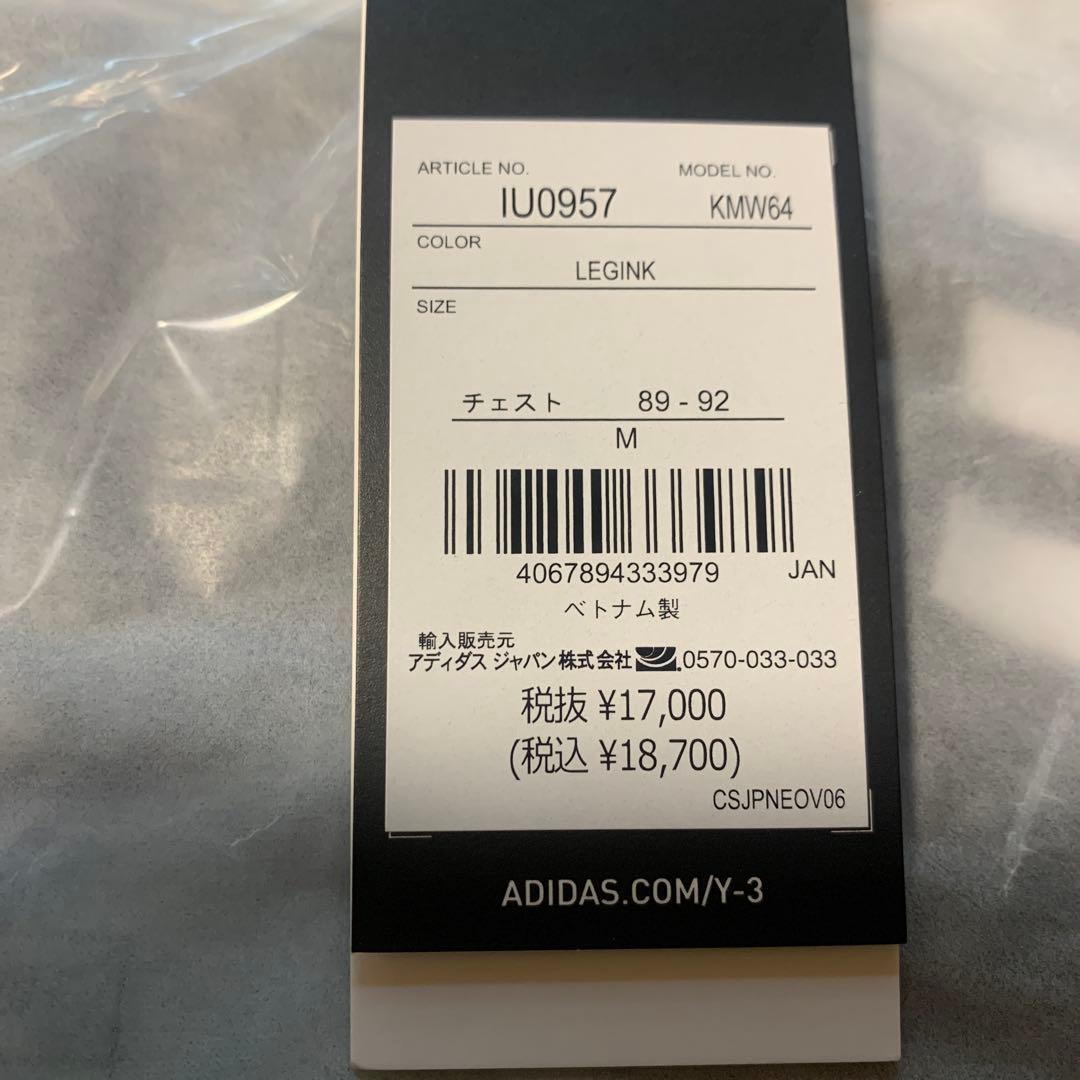 ARTICLE NO. MODEL NO.
IU0957 KMW64
COLOR
LEGINK
SIZE
チェスト 89 - 92
M
4067894333979 JAN
ベトナム製
輸入販売元
アディダス ジャパン株式会社 0570-033-033
税抜 ¥17,000
(税込 ¥18,700)
CSJPNEOV06
ADIDAS.COM/Y-3